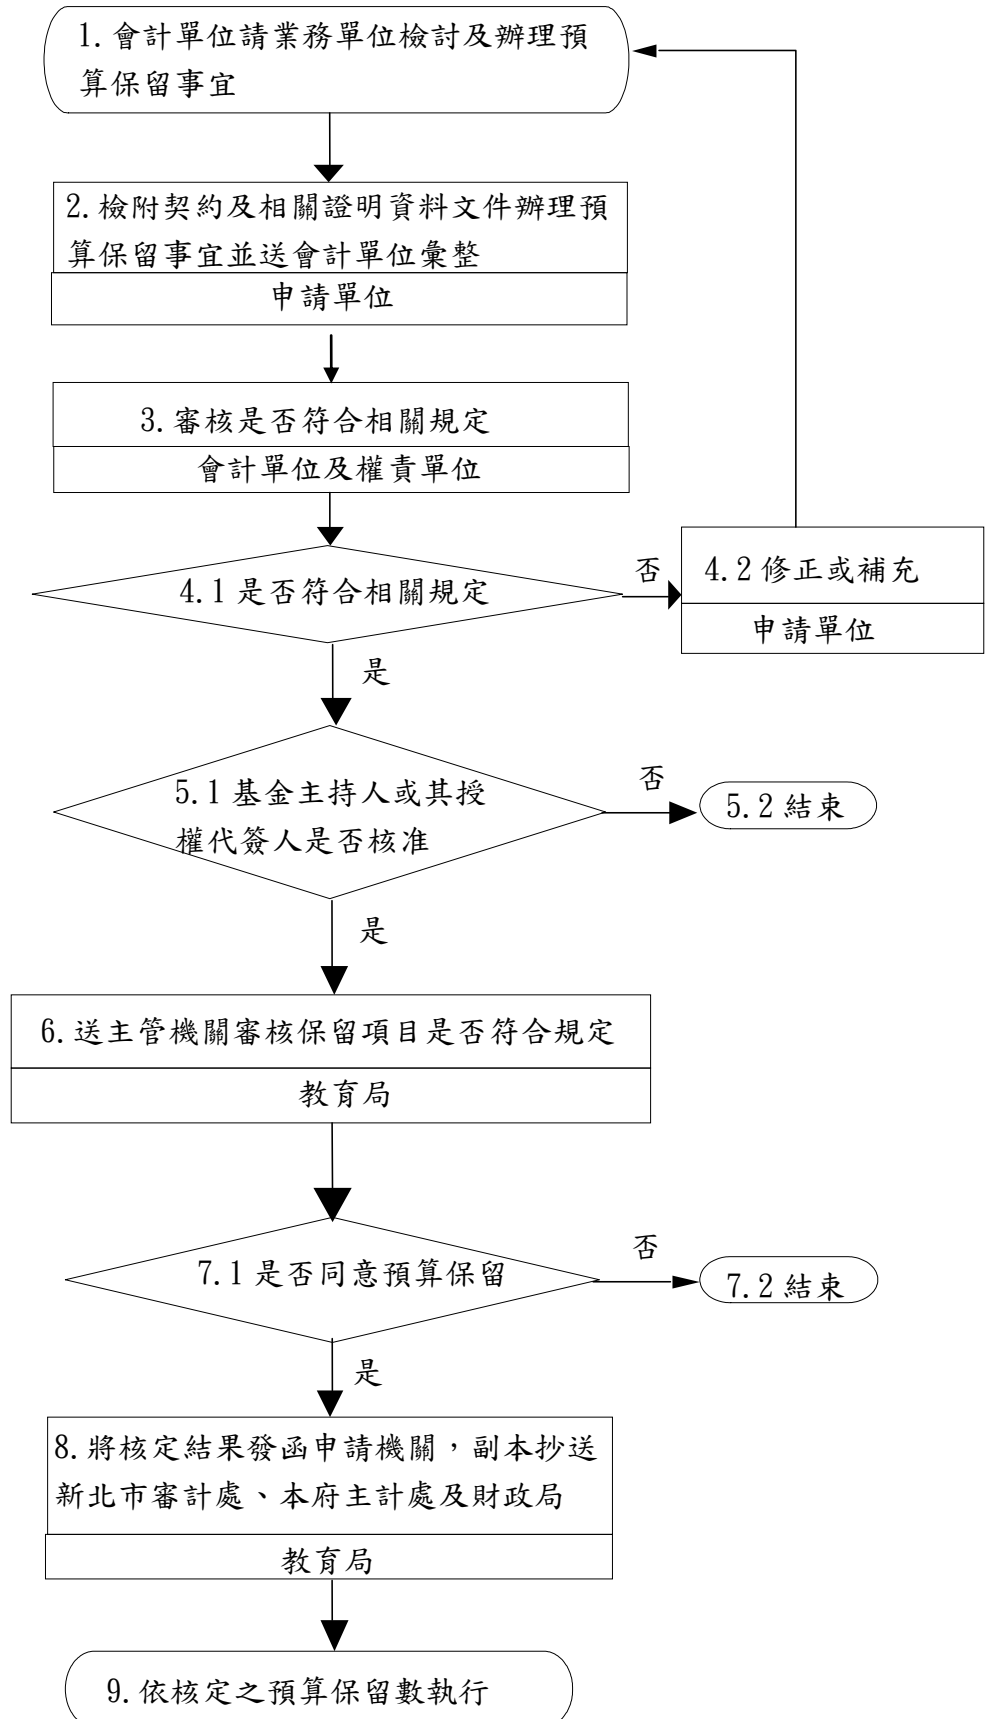 1.會計單位請業務單位檢討及辦理預
算保留事宜
2.檢附契約及相關證明資料文件辦理預
算保留事宜並送會計單位彙整
申請單位
3.審核是否符合相關規定
會計單位及權責單位
4.1是否符合相關規定
否
4.2修正或補充
申請單位
是
5.1基金主持人或其授
權代簽人是否核准
否
5.2結束
是
6.送主管機關審核保留項目是否符合規定
教育局
7.1是否同意預算保留
否
7.2結束
是
8.將核定結果發函申請機關，副本抄送
新北市審計處、本府主計處及財政局
教育局
9.依核定之預算保留數執行